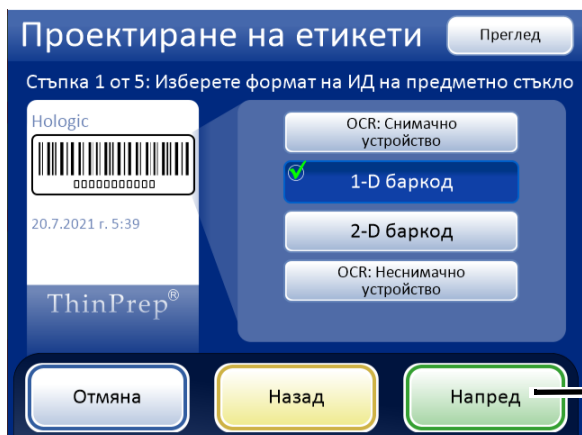 Проектиране на етикети
Преглед
Стъпка 1 от 5: Изберете формат на ИД на предметно стъкло
Hologic
00000000000
20.7.2021 г. 5:39
ThinPrep®
OCR: Снимачно
устройство
1-D баркод
2-D баркод
OCR: Неснимачно
устройство
Отмяна
Назад
Напред